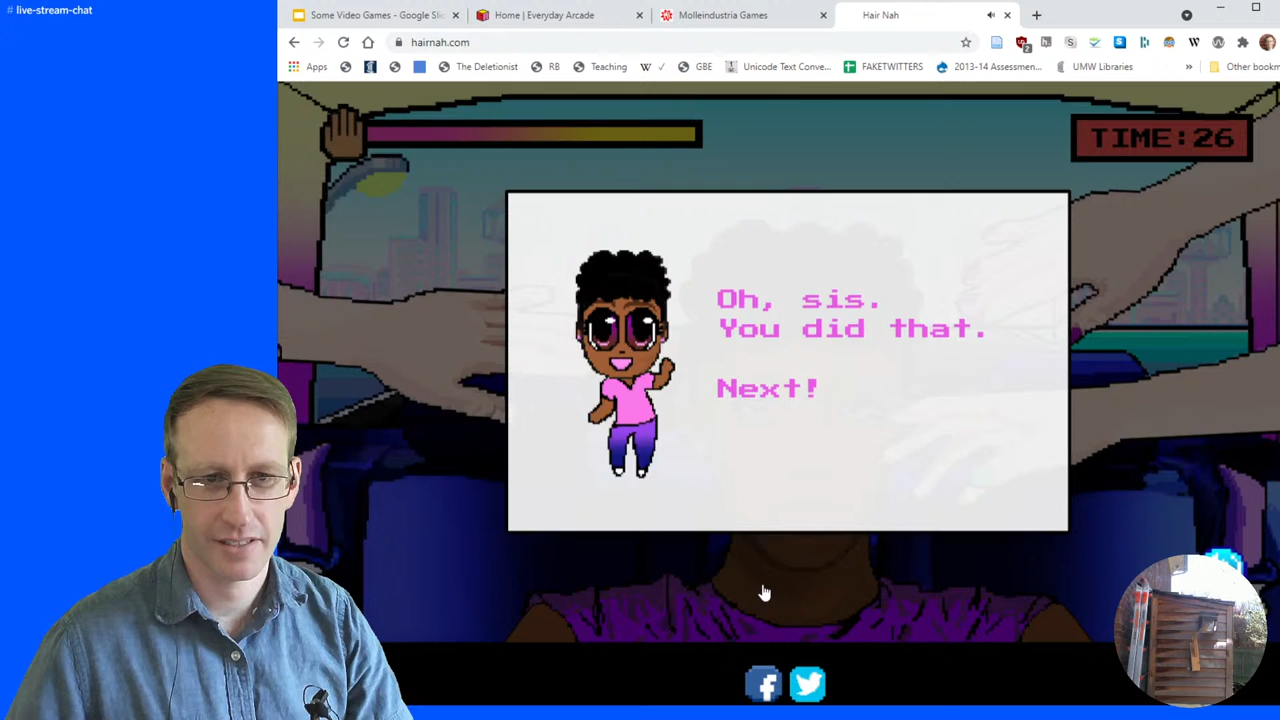 # live-stream-chat
Some Video Games - Google Slic
Home | Everyday Arcade
Molleindustria Games
Hair Nah
hairnah.com
2
Apps
The Deletionist
RB
Teaching
W
GBE
Unicode Text Conve...
FAKETWITTERS
2013-14 Assessmen...
UMW Libraries
»
Other bookm
TIME:26
Oh, sis.
You did that.
Next!